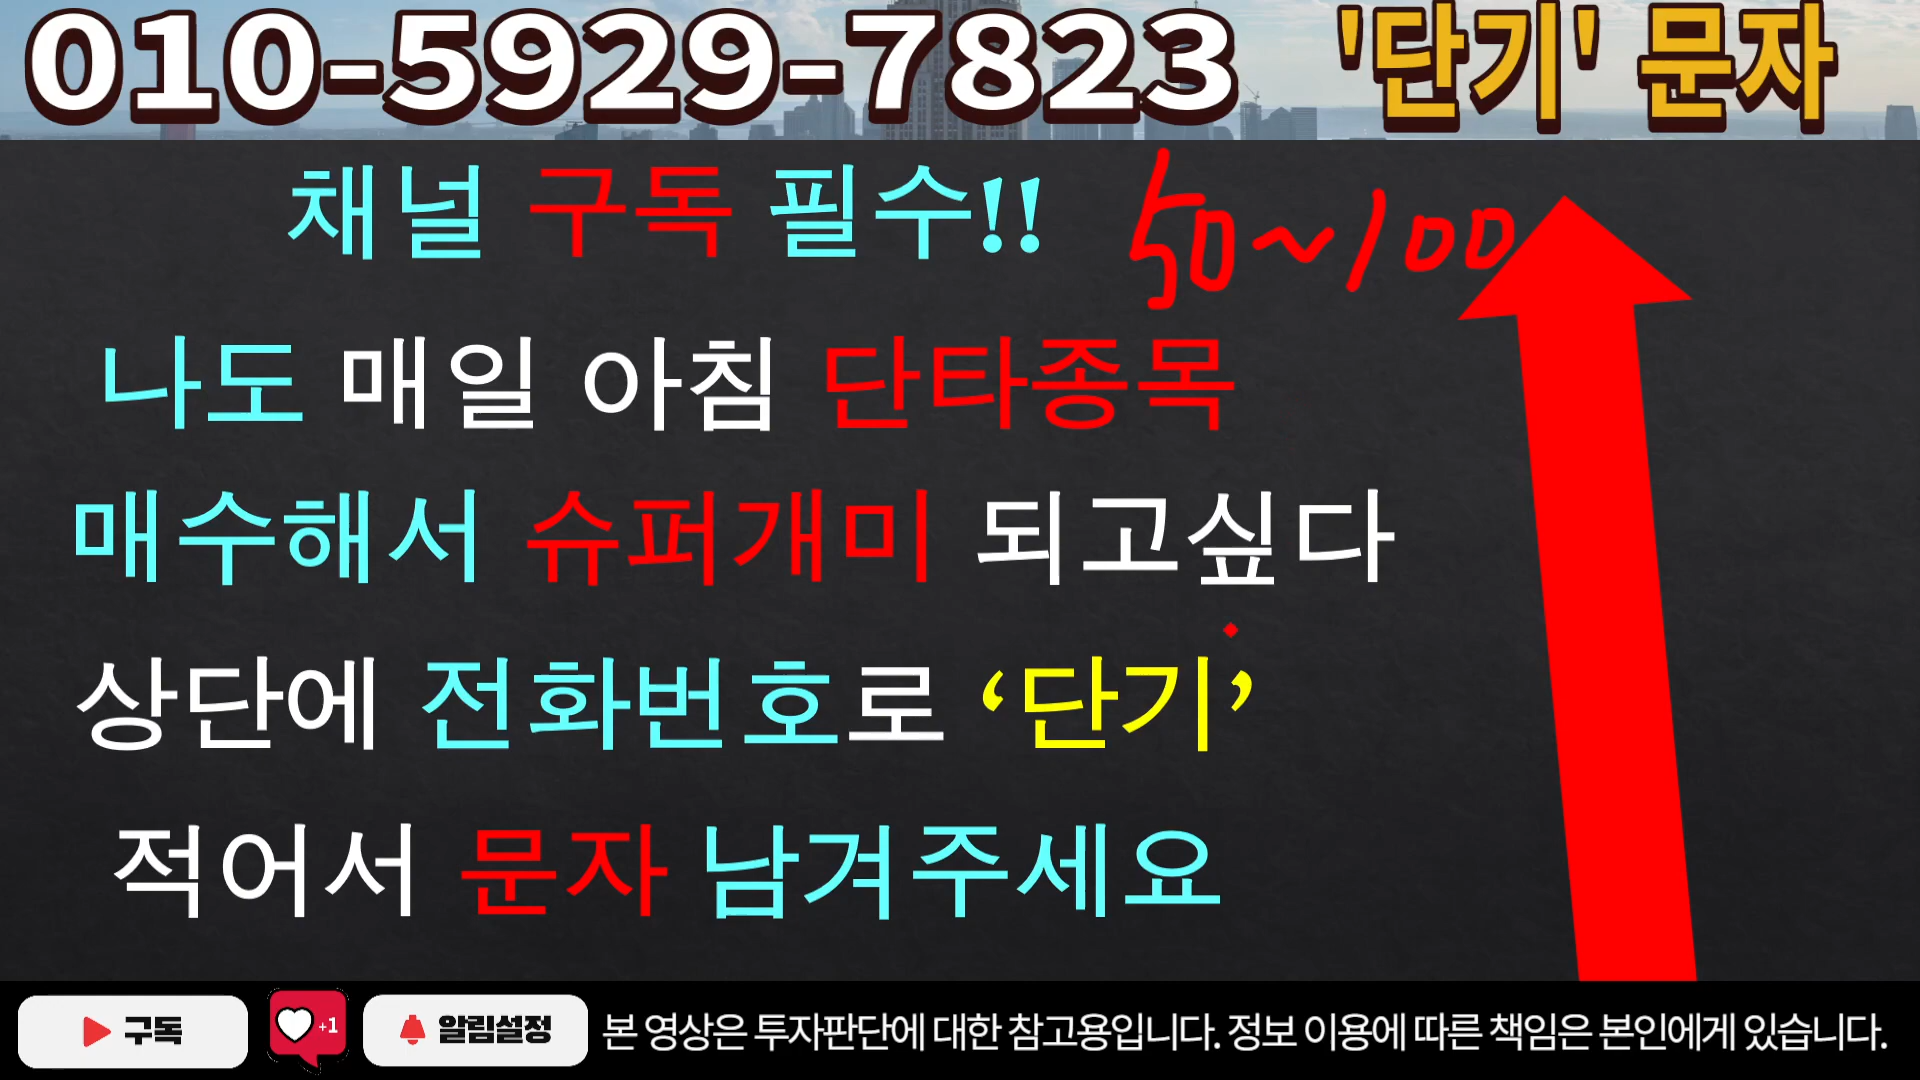 010-5929-7823 '단기' 문자
채널 구독 필수!! 50~100
나도 매일 아침 단타종목
매수해서 슈퍼개미 되고싶다
상단에 전화번호로 ‘단기’
적어서 문자 남겨주세요
구독 +1 알림설정 본 영상은 투자판단에 대한 참고용입니다. 정보 이용에 따른 책임은 본인에게 있습니다.